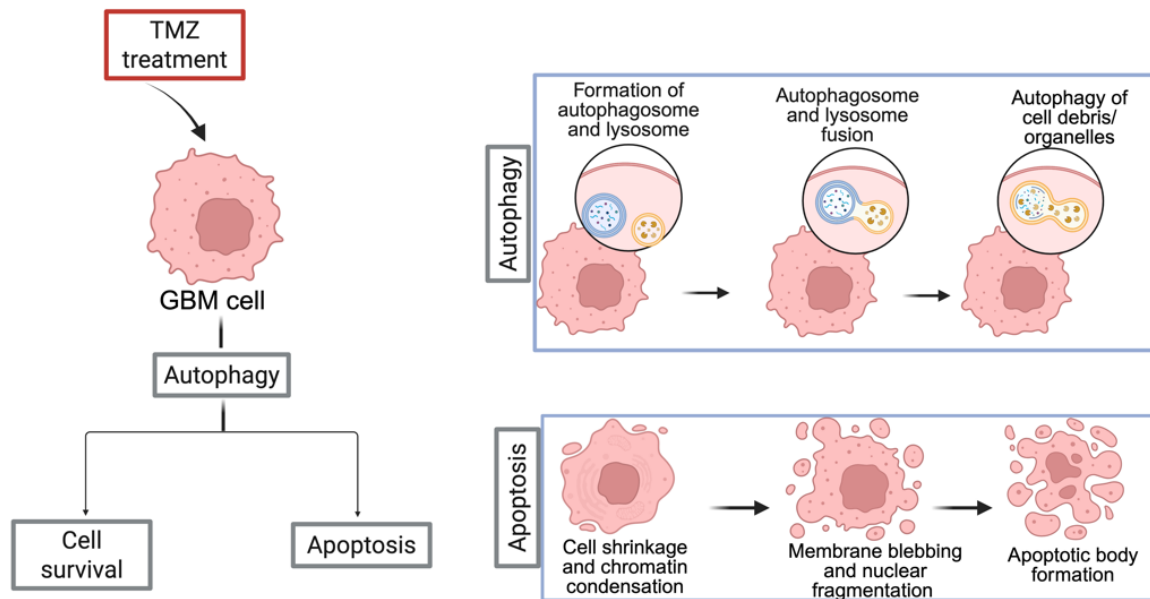 TMZ
treatment
GBM cell
Autophagy
Cell
survival
Apoptosis
Autophagy
Formation of
autophagosome
and lysosome
Autophagosome
and lysosome
fusion
Autophagy of
cell debris/
organelles
Apoptosis
Cell shrinkage
and chromatin
condensation
Membrane blebbing
and nuclear
fragmentation
Apoptotic body
formation